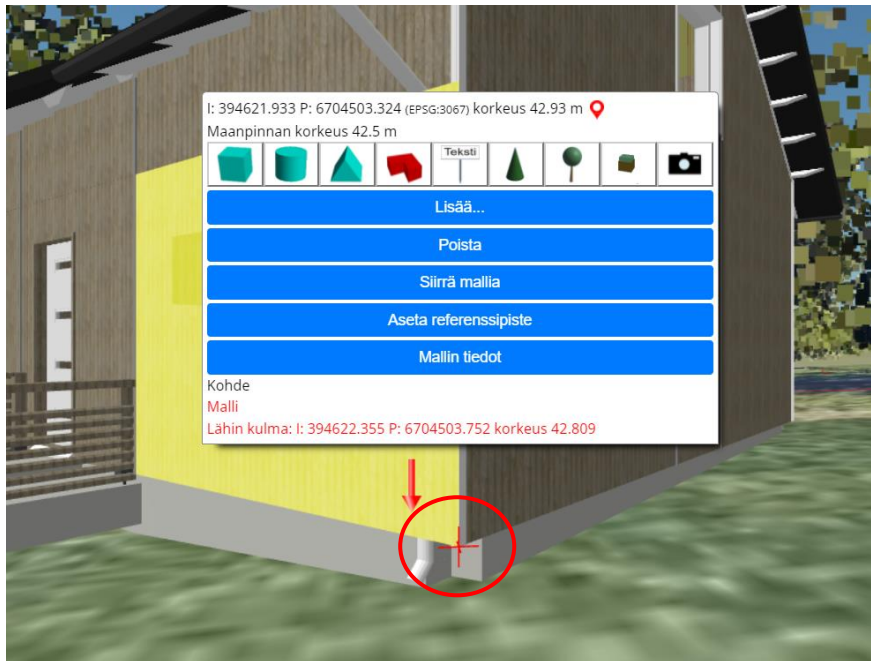 I: 394621.933 P: 6704503.324 (EPSG:3067) korkeus 42.93 m
Maanpinnan korkeus 42.5 m
Teksti
Lisää...
Poista
Siirrä mallia
Aseta referenssipiste
Mallin tiedot
Kohde
Malli
Lähin kulma: I: 394622.355 P: 6704503.752 korkeus 42.809